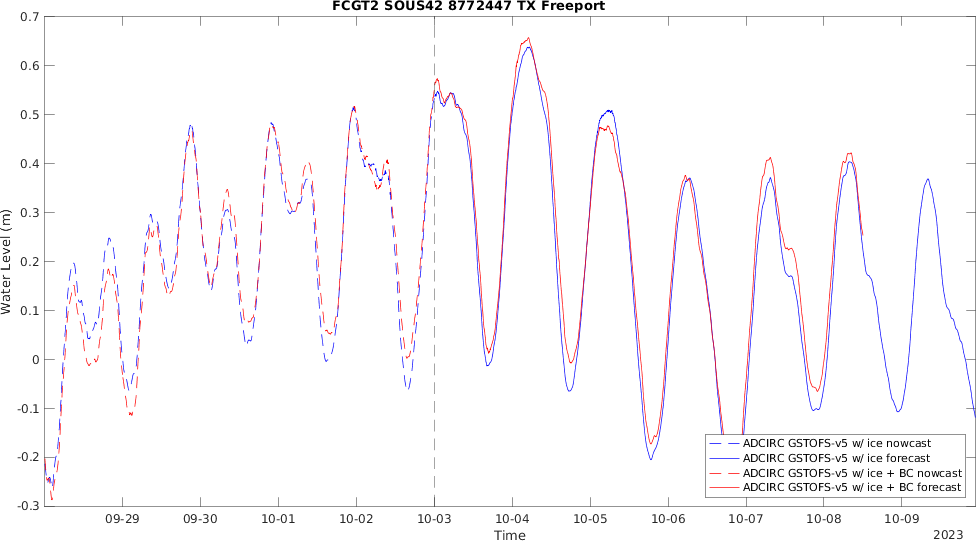 FCGT2 SOUS42 8772447 TX Freeport
0.7
0.6
0.5
0.4
0.3
0.2
0.1
0
-0.1
-0.2
-0.3
Water Level (m)
09-29 09-30 10-01 10-02 10-03 10-04 10-05 10-06 10-07 10-08 10-09
Time
2023
ADCIRC GSTOFS-v5 w/ ice nowcast
ADCIRC GSTOFS-v5 w/ ice forecast
ADCIRC GSTOFS-v5 w/ ice + BC nowcast
ADCIRC GSTOFS-v5 w/ ice + BC forecast